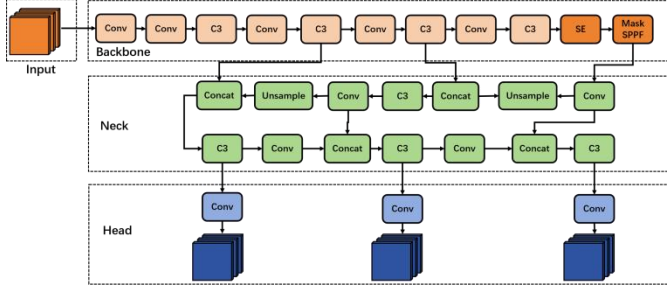 Conv Conv C3 Conv C3 Conv C3 Conv C3 SE Mask
SPPF
Backbone
Input
Concat Unsample Conv C3 Concat Unsample Conv
Neck
C3 Conv Concat C3 Conv Concat C3
Conv Conv Conv
Head